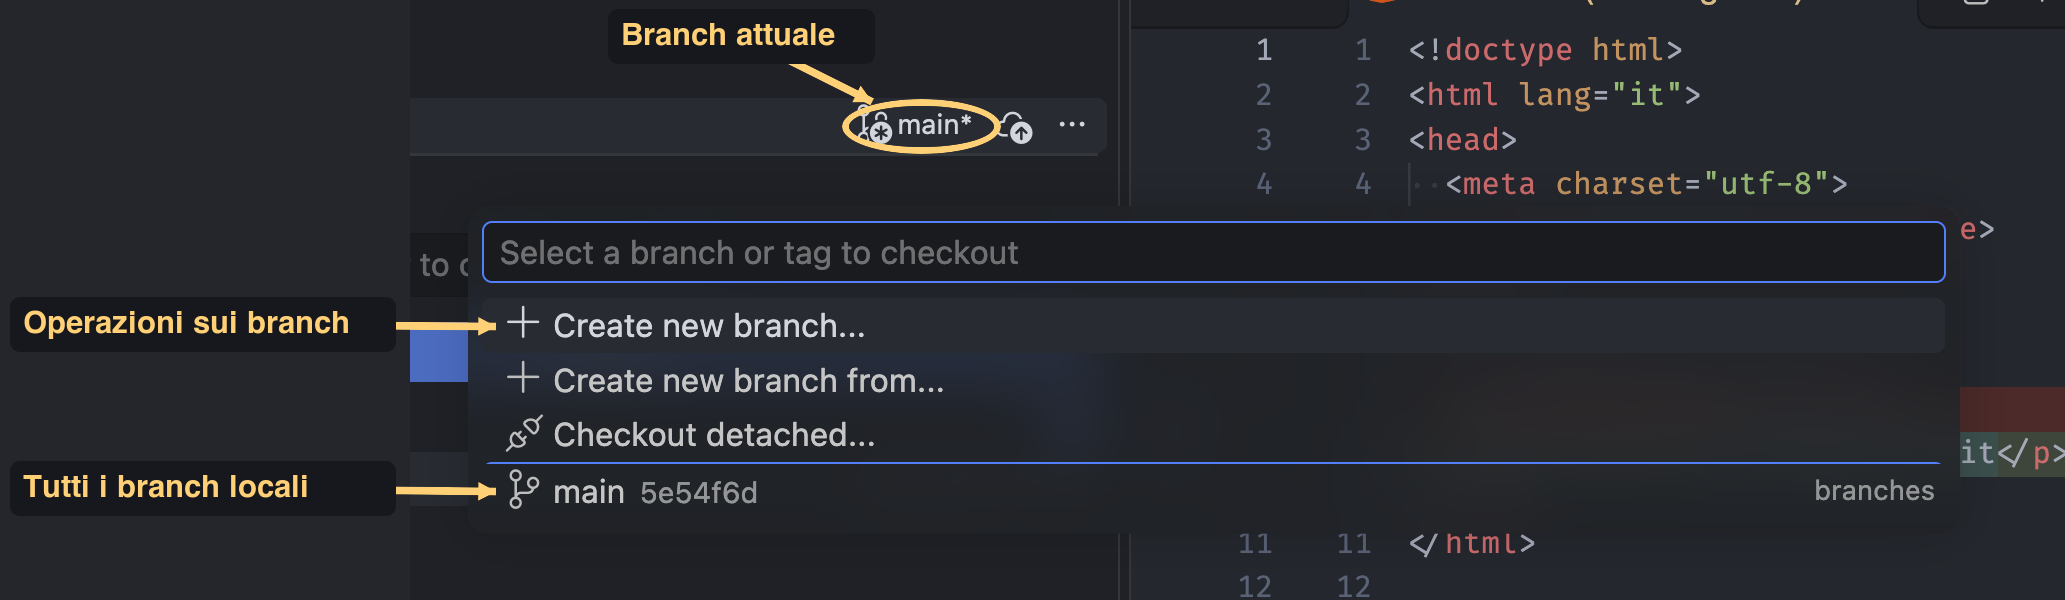 Branch attuale
main*
Select a branch or tag to checkout
to c
Operazioni sui branch
Create new branch...
Create new branch from...
Checkout detached...
Tutti i branch locali
main 5e54f6d
branches
1 1 <!doctype html>
2 2 <html lang="it">
3 3 <head>
4 4 <meta charset="utf-8">
e>
it</p>
11 11 </html>
12 12